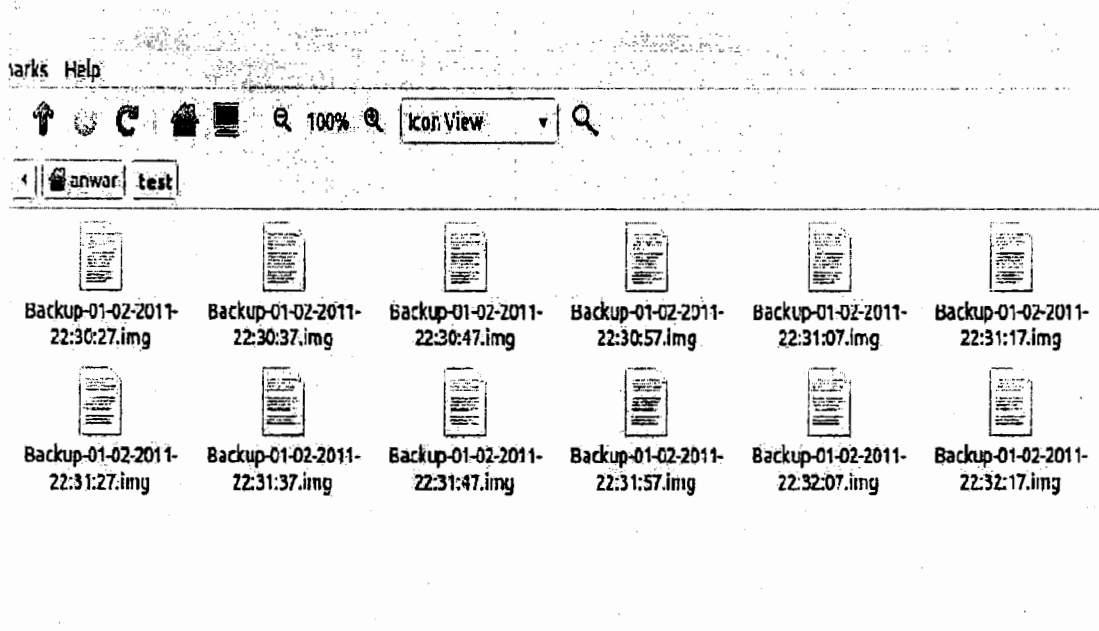 arks Help
100% Icon View
anwar test
Backup-01-02-2011- Backup-01-02-2011- Backup-01-02-2011- Backup-01-02-2011- Backup-01-02-2011- Backup-01-02-2011-
22:30:27.img 22:30:37.img 22:30:47.img 22:30:57.img 22:31:07.img 22:31:17.img
Backup-01-02-2011- Backup-01-02-2011- Backup-01-02-2011- Backup-01-02-2011- Backup-01-02-2011- Backup-01-02-2011-
22:31:27.img 22:31:37.img 22:31:47.img 22:31:57.img 22:32:07.img 22:32:17.img